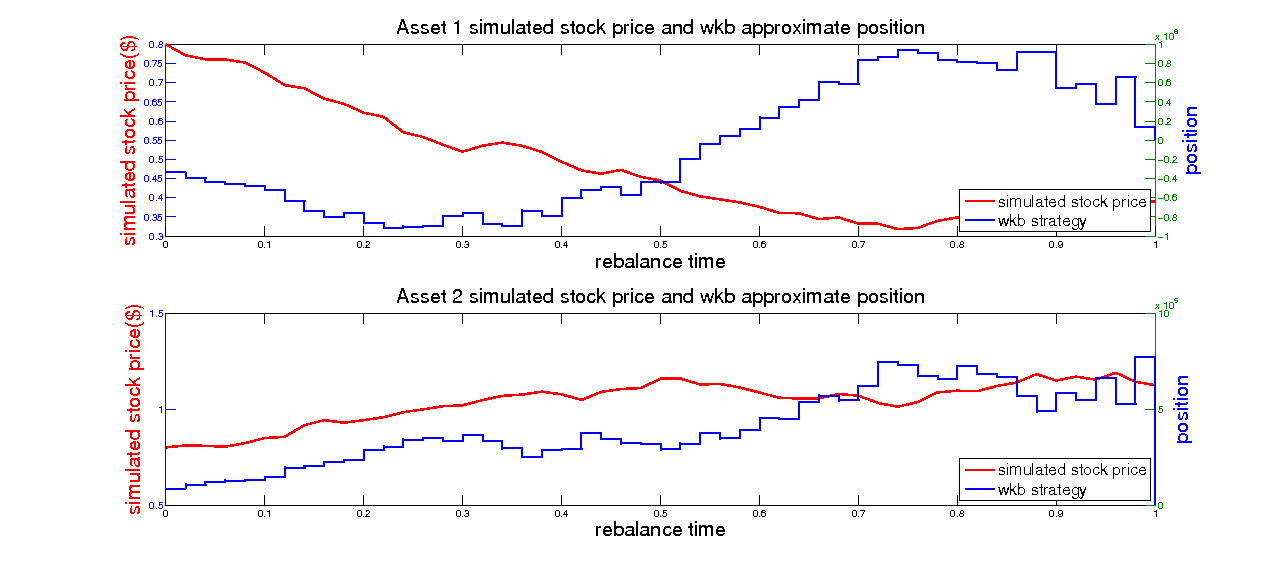 Asset 1 simulated stock price and wkb approximate position
simulated stock price($)
0.8
0.75
0.7
0.65
0.6
0.55
0.5
0.45
0.4
0.35
0.3
x 10^6
1
0.8
0.6
0.4
0.2
0
-0.2
-0.4
-0.6
-0.8
-1
position
simulated stock price
wkb strategy
0 0.1 0.2 0.3 0.4 0.5 0.6 0.7 0.8 0.9 1
rebalance time
Asset 2 simulated stock price and wkb approximate position
simulated stock price($)
1.5
1
0.5
10
5
0
position
simulated stock price
wkb strategy
0 0.1 0.2 0.3 0.4 0.5 0.6 0.7 0.8 0.9 1
rebalance time